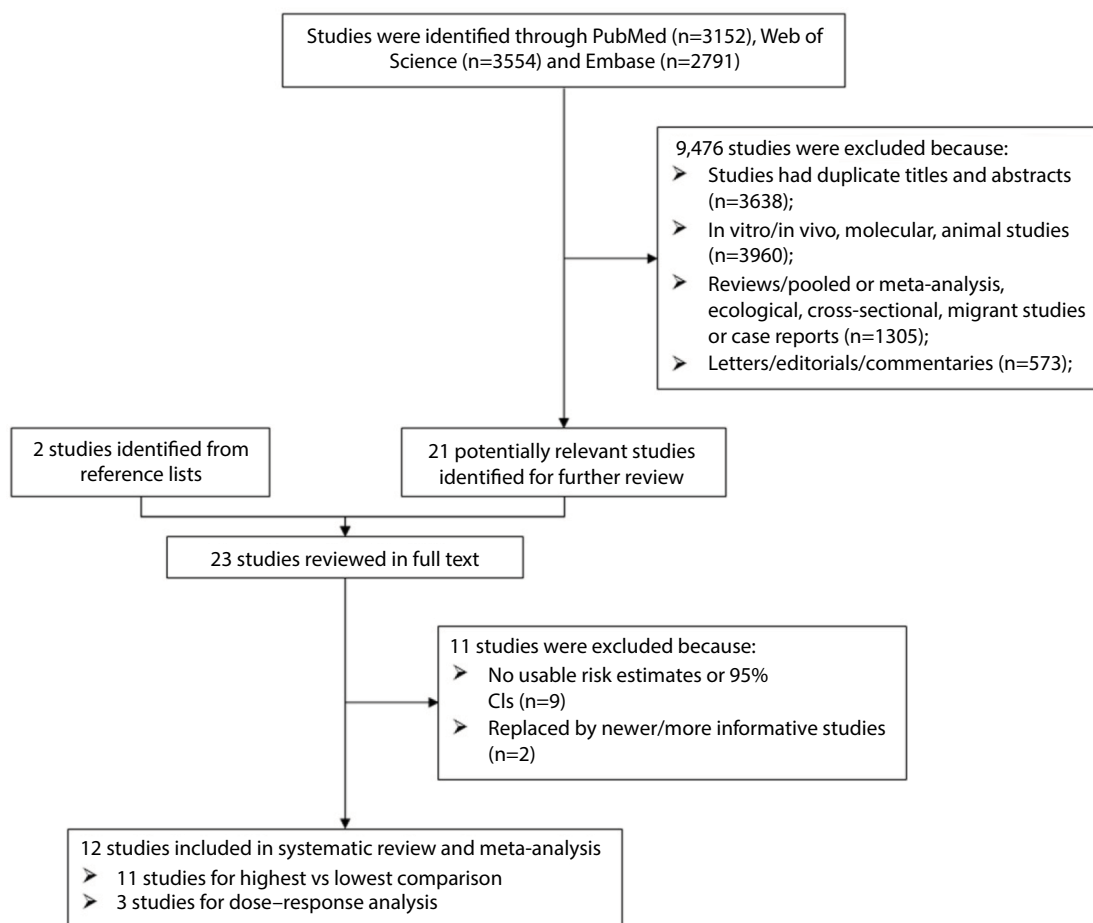 Studies were identified through PubMed (n=3152), Web of
Science (n=3554) and Embase (n=2791)
9,476 studies were excluded because:
➤ Studies had duplicate titles and abstracts
(n=3638);
➤ In vitro/in vivo, molecular, animal studies
(n=3960);
➤ Reviews/pooled or meta-analysis,
ecological, cross-sectional, migrant studies
or case reports (n=1305);
➤ Letters/editorials/commentaries (n=573);
2 studies identified from
reference lists
21 potentially relevant studies
identified for further review
23 studies reviewed in full text
11 studies were excluded because:
➤ No usable risk estimates or 95%
CIs (n=9)
➤ Replaced by newer/more informative studies
(n=2)
12 studies included in systematic review and meta-analysis
➤ 11 studies for highest vs lowest comparison
➤ 3 studies for dose–response analysis